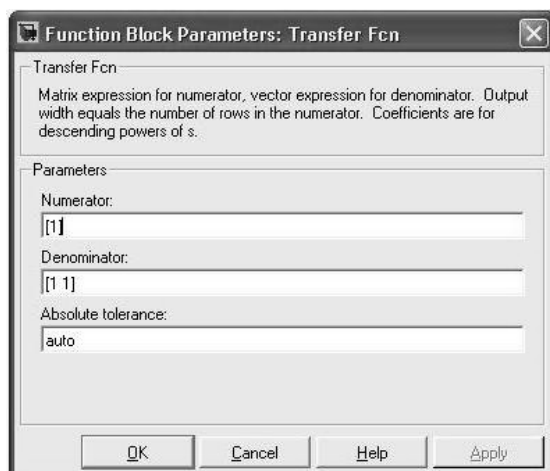 Function Block Parameters: Transfer Fcn
Transfer Fcn
Matrix expression for numerator, vector expression for denominator. Output
width equals the number of rows in the numerator. Coefficients are for
descending powers of s.
Parameters
Numerator:
[1]
Denominator:
[1 1]
Absolute tolerance:
auto
OK Cancel Help Apply